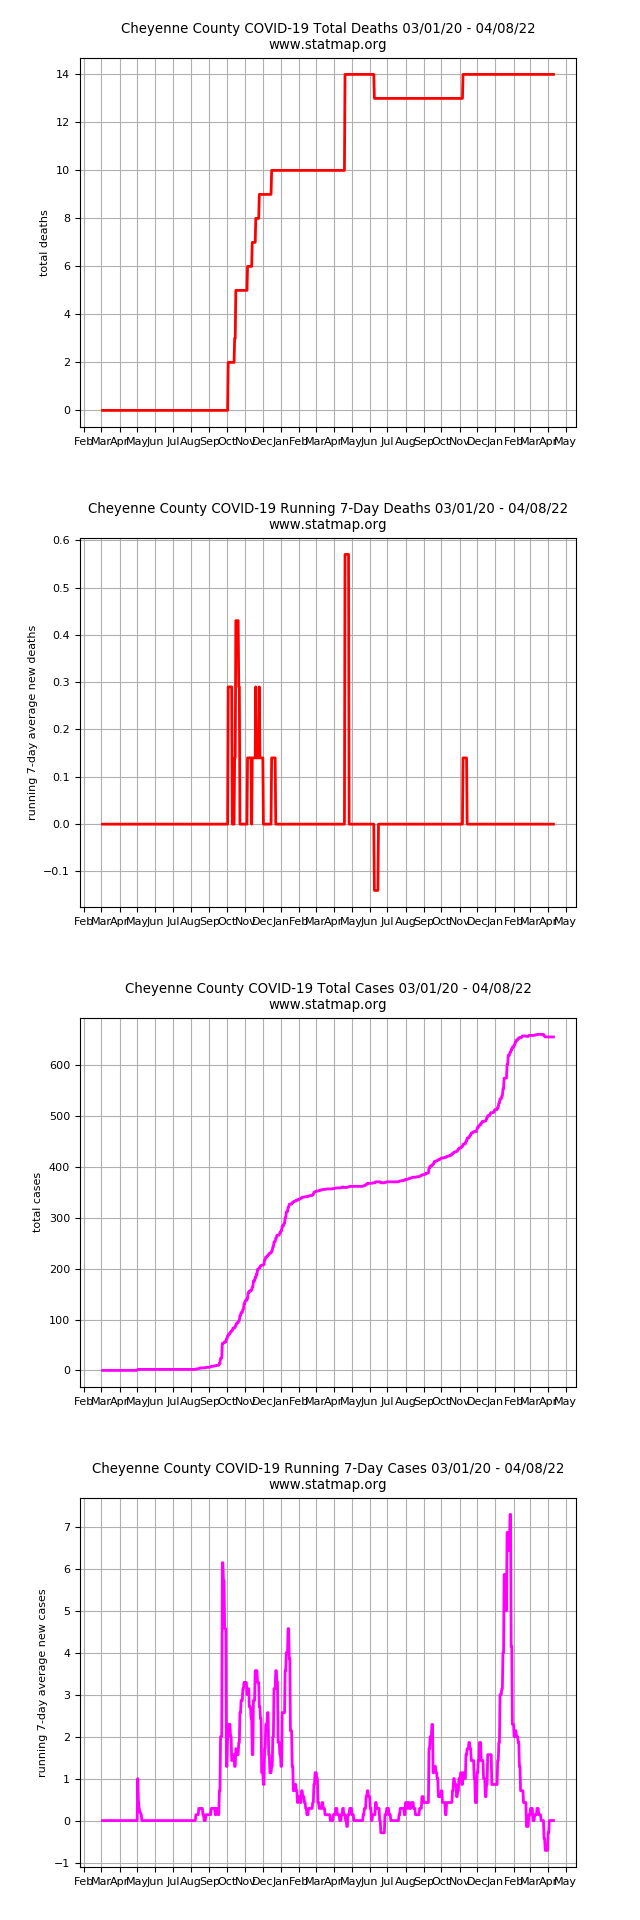 Cheyenne County COVID-19 Total Deaths 03/01/20 - 04/08/22
www.statmap.org
14
12
10
8
6
4
2
0
total deaths
Feb Mar Apr May Jun Jul Aug Sep Oct Nov Dec Jan Feb Mar Apr May Jun Jul Aug Sep Oct Nov Dec Jan Feb Mar Apr May
Cheyenne County COVID-19 Running 7-Day Deaths 03/01/20 - 04/08/22
www.statmap.org
0.6
0.5
0.4
0.3
0.2
0.1
0.0
−0.1
running 7-day average new deaths
Feb Mar Apr May Jun Jul Aug Sep Oct Nov Dec Jan Feb Mar Apr May Jun Jul Aug Sep Oct Nov Dec Jan Feb Mar Apr May
Cheyenne County COVID-19 Total Cases 03/01/20 - 04/08/22
www.statmap.org
600
500
400
300
200
100
0
total cases
Feb Mar Apr May Jun Jul Aug Sep Oct Nov Dec Jan Feb Mar Apr May Jun Jul Aug Sep Oct Nov Dec Jan Feb Mar Apr May
Cheyenne County COVID-19 Running 7-Day Cases 03/01/20 - 04/08/22
www.statmap.org
7
6
5
4
3
2
1
0
−1
running 7-day average new cases
Feb Mar Apr May Jun Jul Aug Sep Oct Nov Dec Jan Feb Mar Apr May Jun Jul Aug Sep Oct Nov Dec Jan Feb Mar Apr May